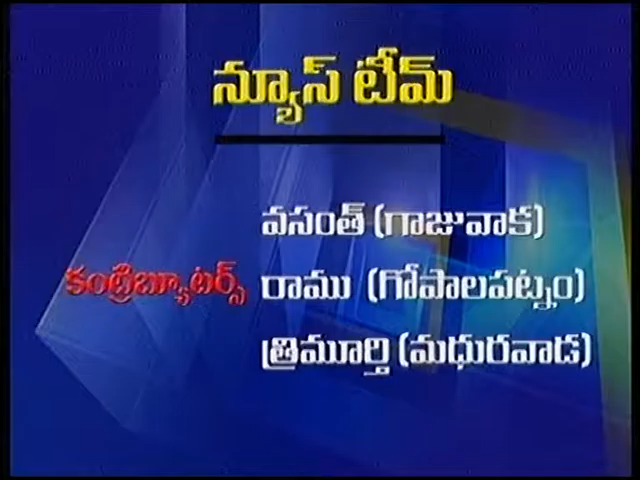 న్యూస్ టీమ్
వసంత్ (గాజువాక)
కంట్రిబ్యూటర్స్ రాము (గోపాలపట్నం)
త్రిమూర్తి (మధురవాడ)